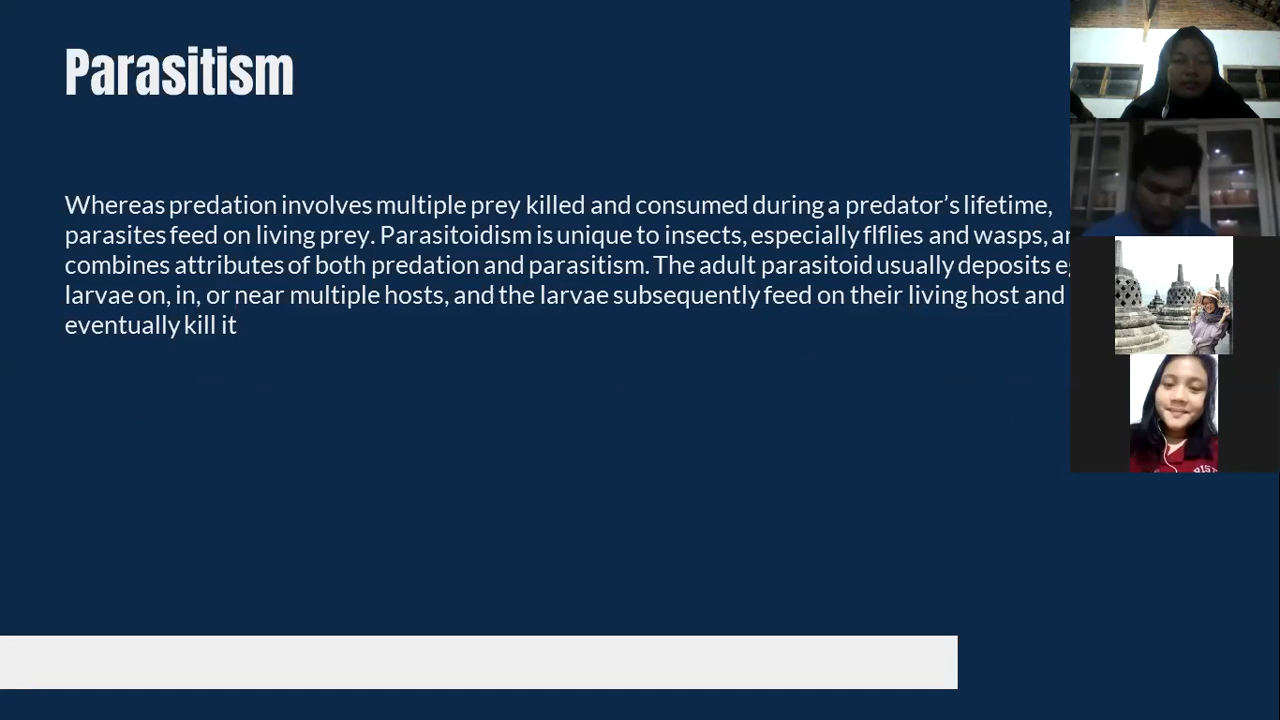 Parasitism
Whereas predation involves multiple prey killed and consumed during a predator’s lifetime,
parasites feed on living prey. Parasitoidism is unique to insects, especially flflies and wasps,
combines attributes of both predation and parasitism. The adult parasitoid usually deposits
larvae on, in, or near multiple hosts, and the larvae subsequently feed on their living host and
eventually kill it